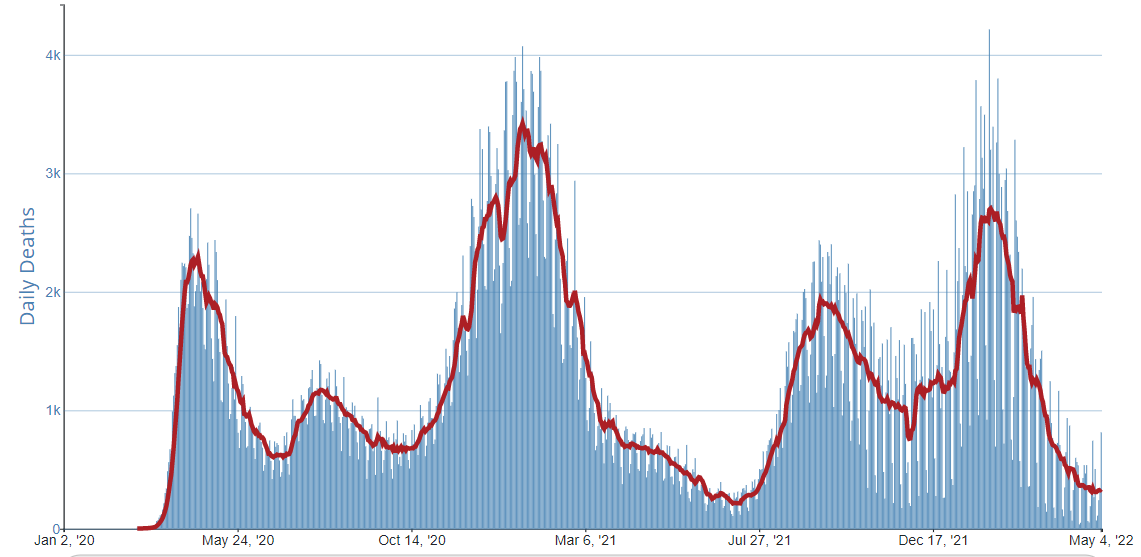 4k
3k
2k
1k
0
Daily Deaths
Jan 2, '20 May 24, '20 Oct 14, '20 Mar 6, '21 Jul 27, '21 Dec 17, '21 May 4, '22